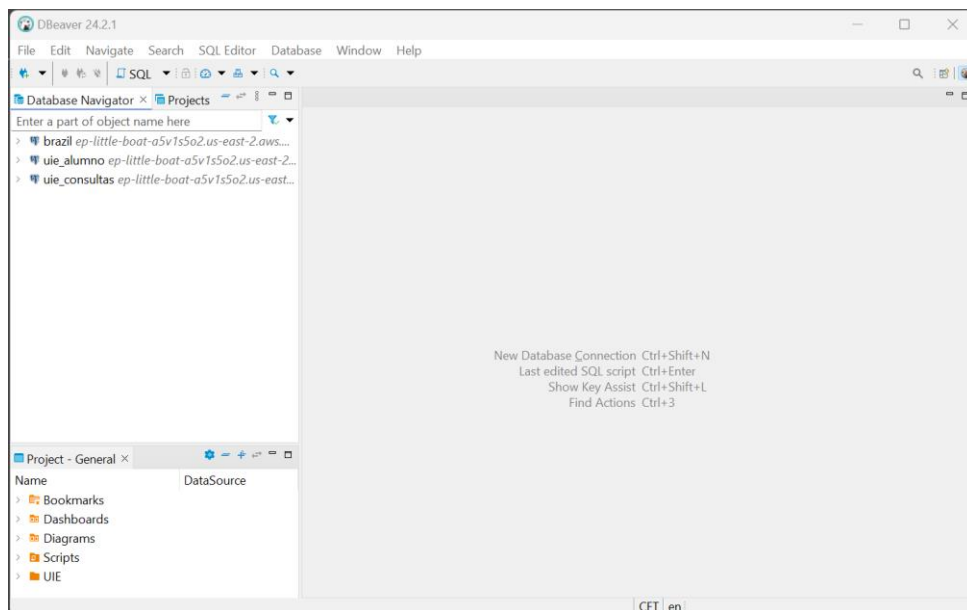 DBeaver 24.2.1
File Edit Navigate Search SQL Editor Database Window Help
SQL
Database Navigator Projects
Enter a part of object name here
brazil ep-little-boat-a5v1s5o2.us-east-2.aws....
uie_alumno ep-little-boat-a5v1s5o2.us-east-2...
uie_consultas ep-little-boat-a5v1s5o2.us-east...
New Database Connection Ctrl+Shift+N
Last edited SQL script Ctrl+Enter
Show Key Assist Ctrl+Shift+L
Find Actions Ctrl+3
Project - General
Name DataSource
Bookmarks
Dashboards
Diagrams
Scripts
UIE
CET en